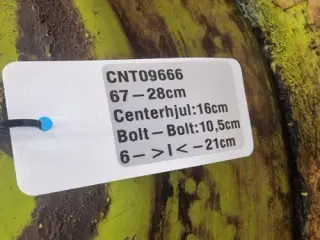 CNT09666
67-28cm
Centerhjul:16cm
Bolt-Bolt:10,5cm
6->I<-21cm